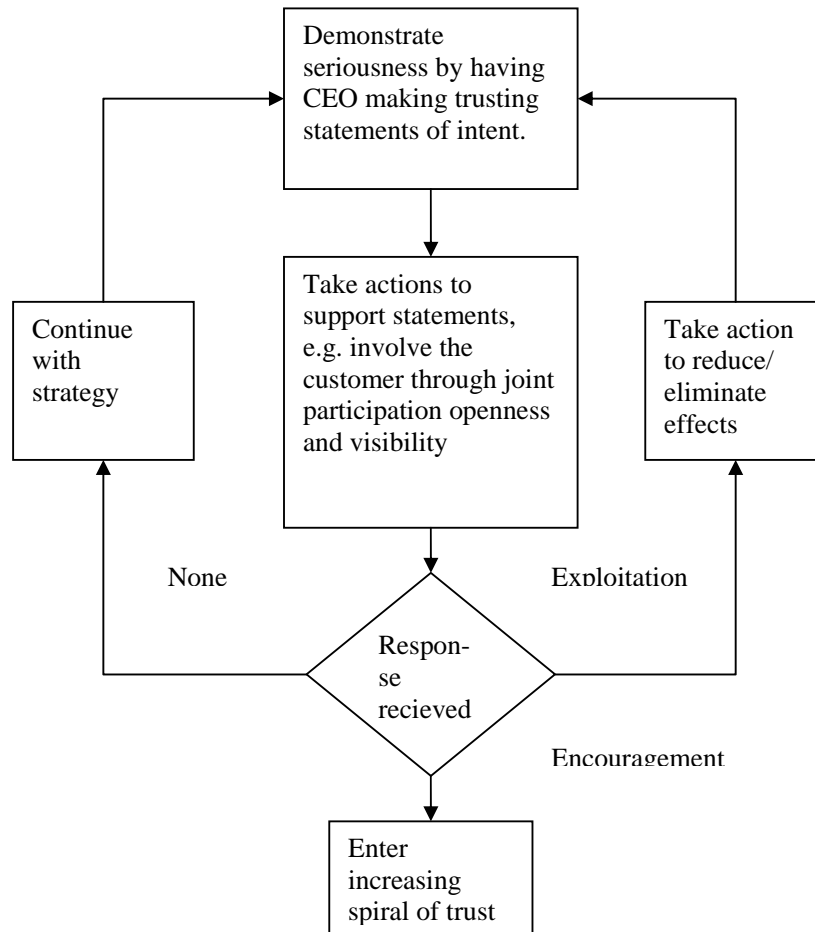 Demonstrate
seriousness by having
CEO making trusting
statements of intent.
Take actions to
support statements,
e.g. involve the
customer through joint
participation openness
and visibility
Continue
with
strategy
Take action
to reduce/
eliminate
effects
None
Exploitation
Respon-
se
recieved
Encouragement
Enter
increasing
spiral of trust